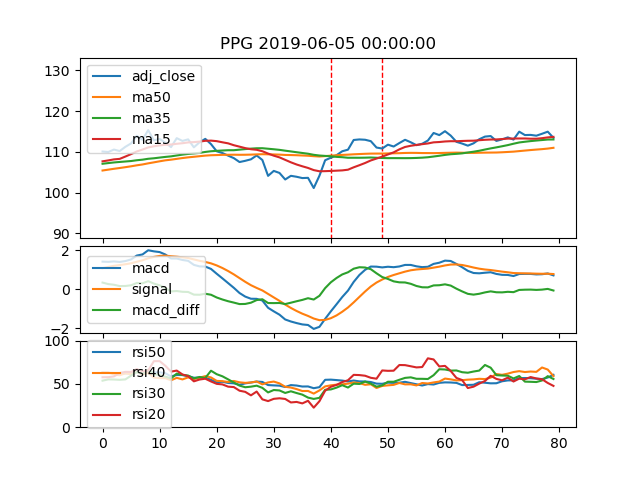 PPG 2019-06-05 00:00:00
130
120
110
100
90
adj_close
ma50
ma35
ma15
2
0
−2
macd
signal
macd_diff
100
50
0
rsi50
rsi40
rsi30
rsi20
0 10 20 30 40 50 60 70 80